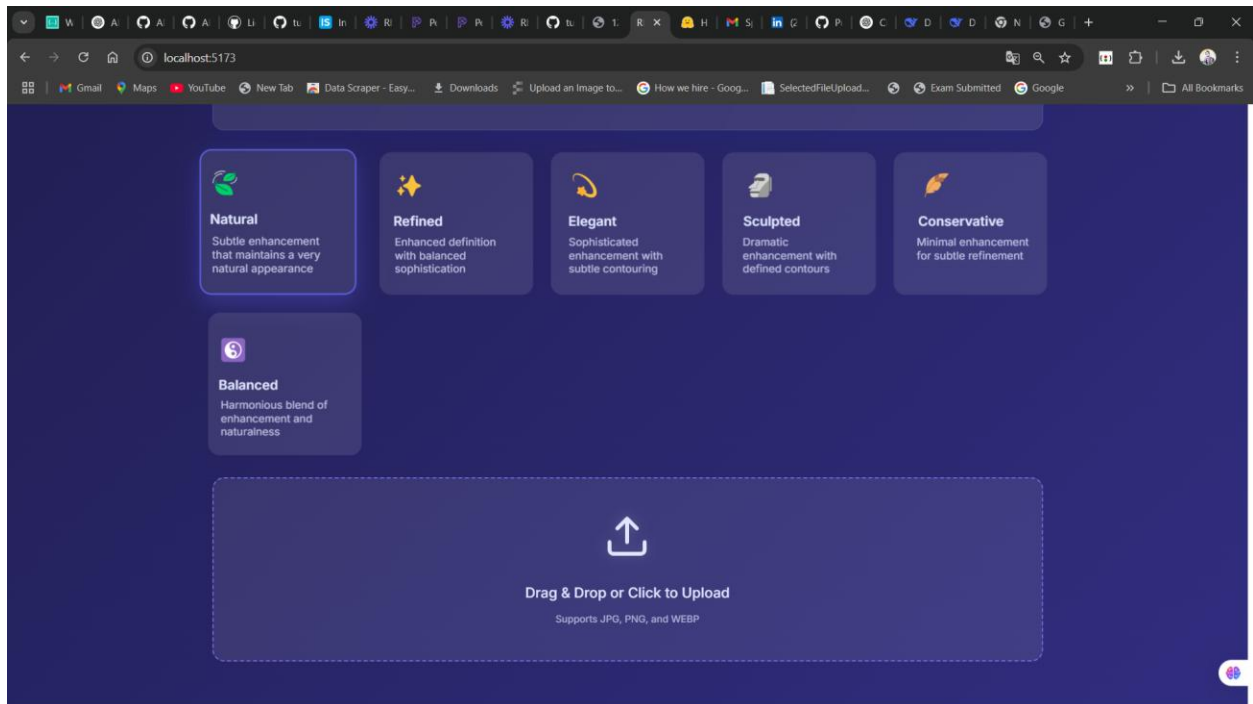 localhost:5173
Gmail Maps YouTube New Tab Data Scraper - Easy... Downloads Upload an Image to... How we hire - Goog... SelectedFileUpload... Exam Submitted Google » All Bookmarks
Natural
Subtle enhancement
that maintains a very
natural appearance
Refined
Enhanced definition
with balanced
sophistication
Elegant
Sophisticated
enhancement with
subtle contouring
Sculpted
Dramatic
enhancement with
defined contours
Conservative
Minimal enhancement
for subtle refinement
Balanced
Harmonious blend of
enhancement and
naturalness
Drag & Drop or Click to Upload
Supports JPG, PNG, and WEBP